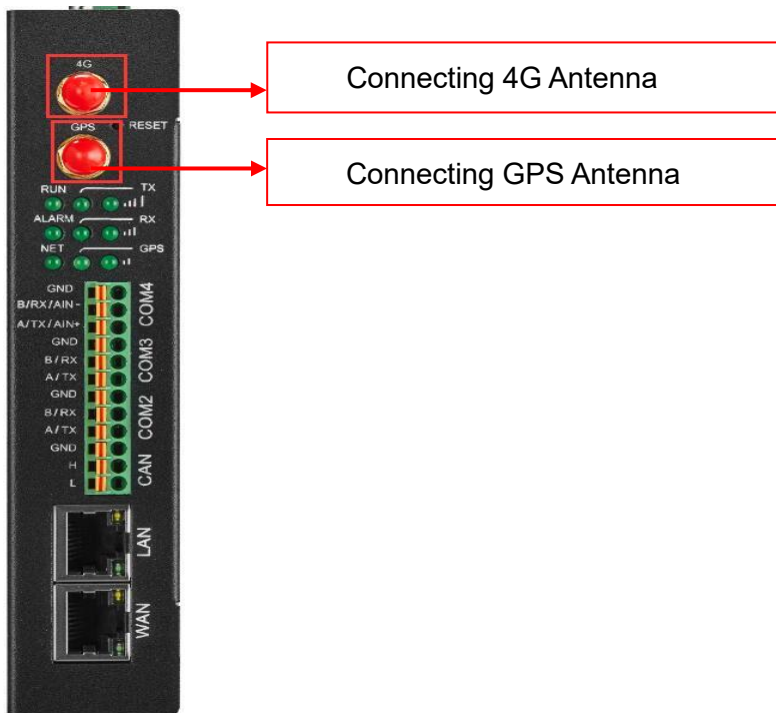 4G
Connecting 4G Antenna
GPS
RESET
Connecting GPS Antenna
RUN TX
ALARM RX
NET GPS
GND
B/RX/AIN-
A/TX/AIN+
COM4
GND
B/RX
A/TX
COM3
GND
B/RX
A/TX
COM2
GND
H
L
CAN
LAN
WAN